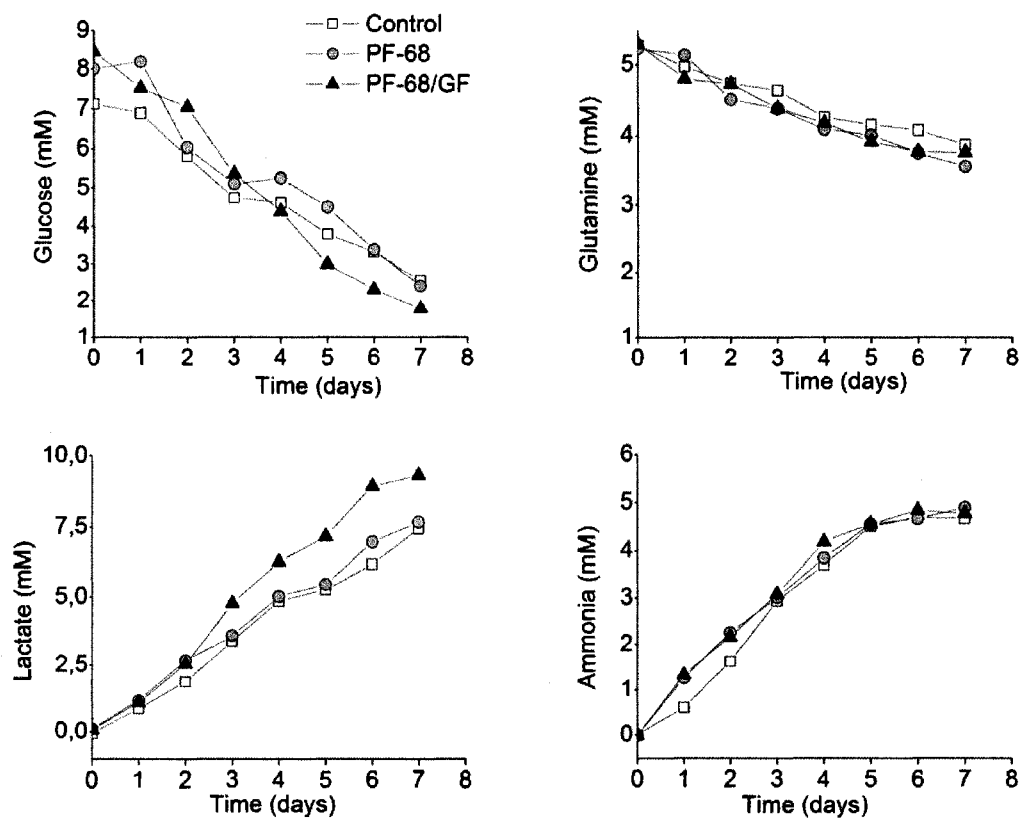 Control
PF-68
PF-68/GF
Glucose (mM)
9
8
7
6
5
4
3
2
1
0 1 2 3 4 5 6 7 8
Time (days)
Glutamine (mM)
5
4
3
2
1
0 1 2 3 4 5 6 7 8
Time (days)
Lactate (mM)
10,0
7,5
5,0
2,5
0,0
0 1 2 3 4 5 6 7 8
Time (days)
Ammonia (mM)
6
5
4
3
2
1
0
0 1 2 3 4 5 6 7 8
Time (days)